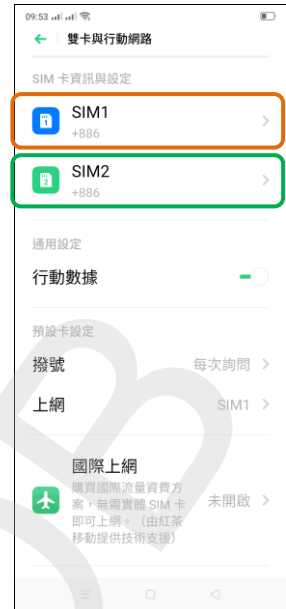 09:53
雙卡與行動網路
SIM 卡資訊與設定
1
SIM1
+886
2
SIM2
+886
通用設定
行動數據
預設卡設定
撥號 每次詢問
上網 SIM1
國際上網
購買國際流量資費方
案，無需實體 SIM 卡
即可上網。（由紅茶
移動提供技術支援）
未開啟